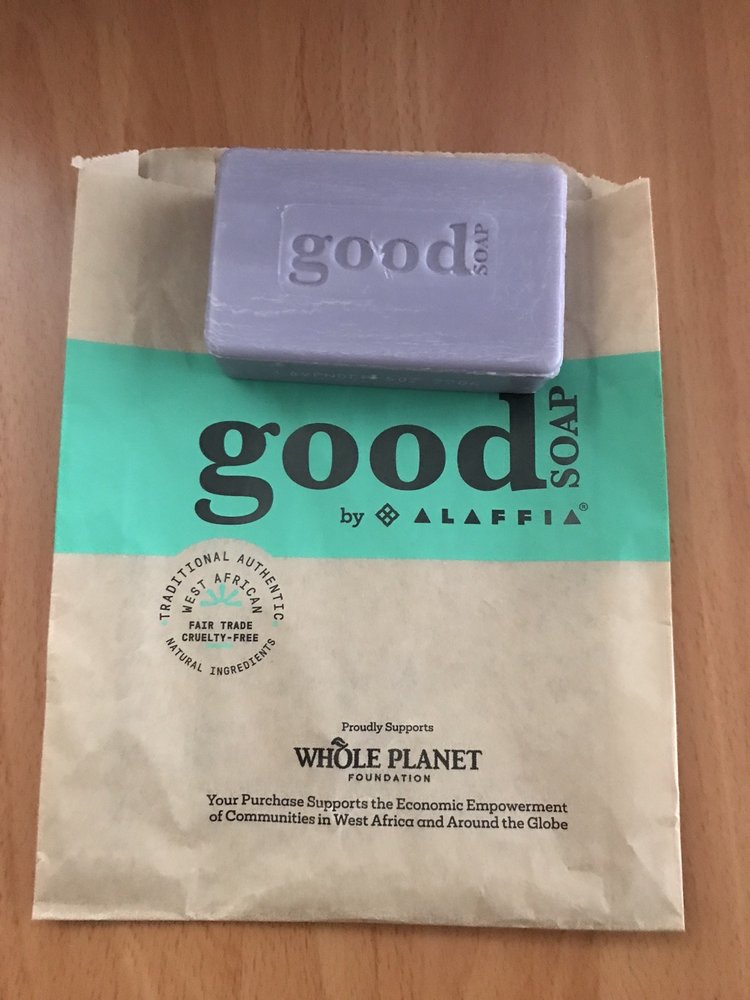 good SOAP
good SOAP
by ALAFFIA®
TRADITIONAL AUTHENTIC
WEST AFRICAN
FAIR TRADE
CRUELTY-FREE
NATURAL INGREDIENTS
Proudly Supports
WHOLE PLANET
FOUNDATION
Your Purchase Supports the Economic Empowerment
of Communities in West Africa and Around the Globe